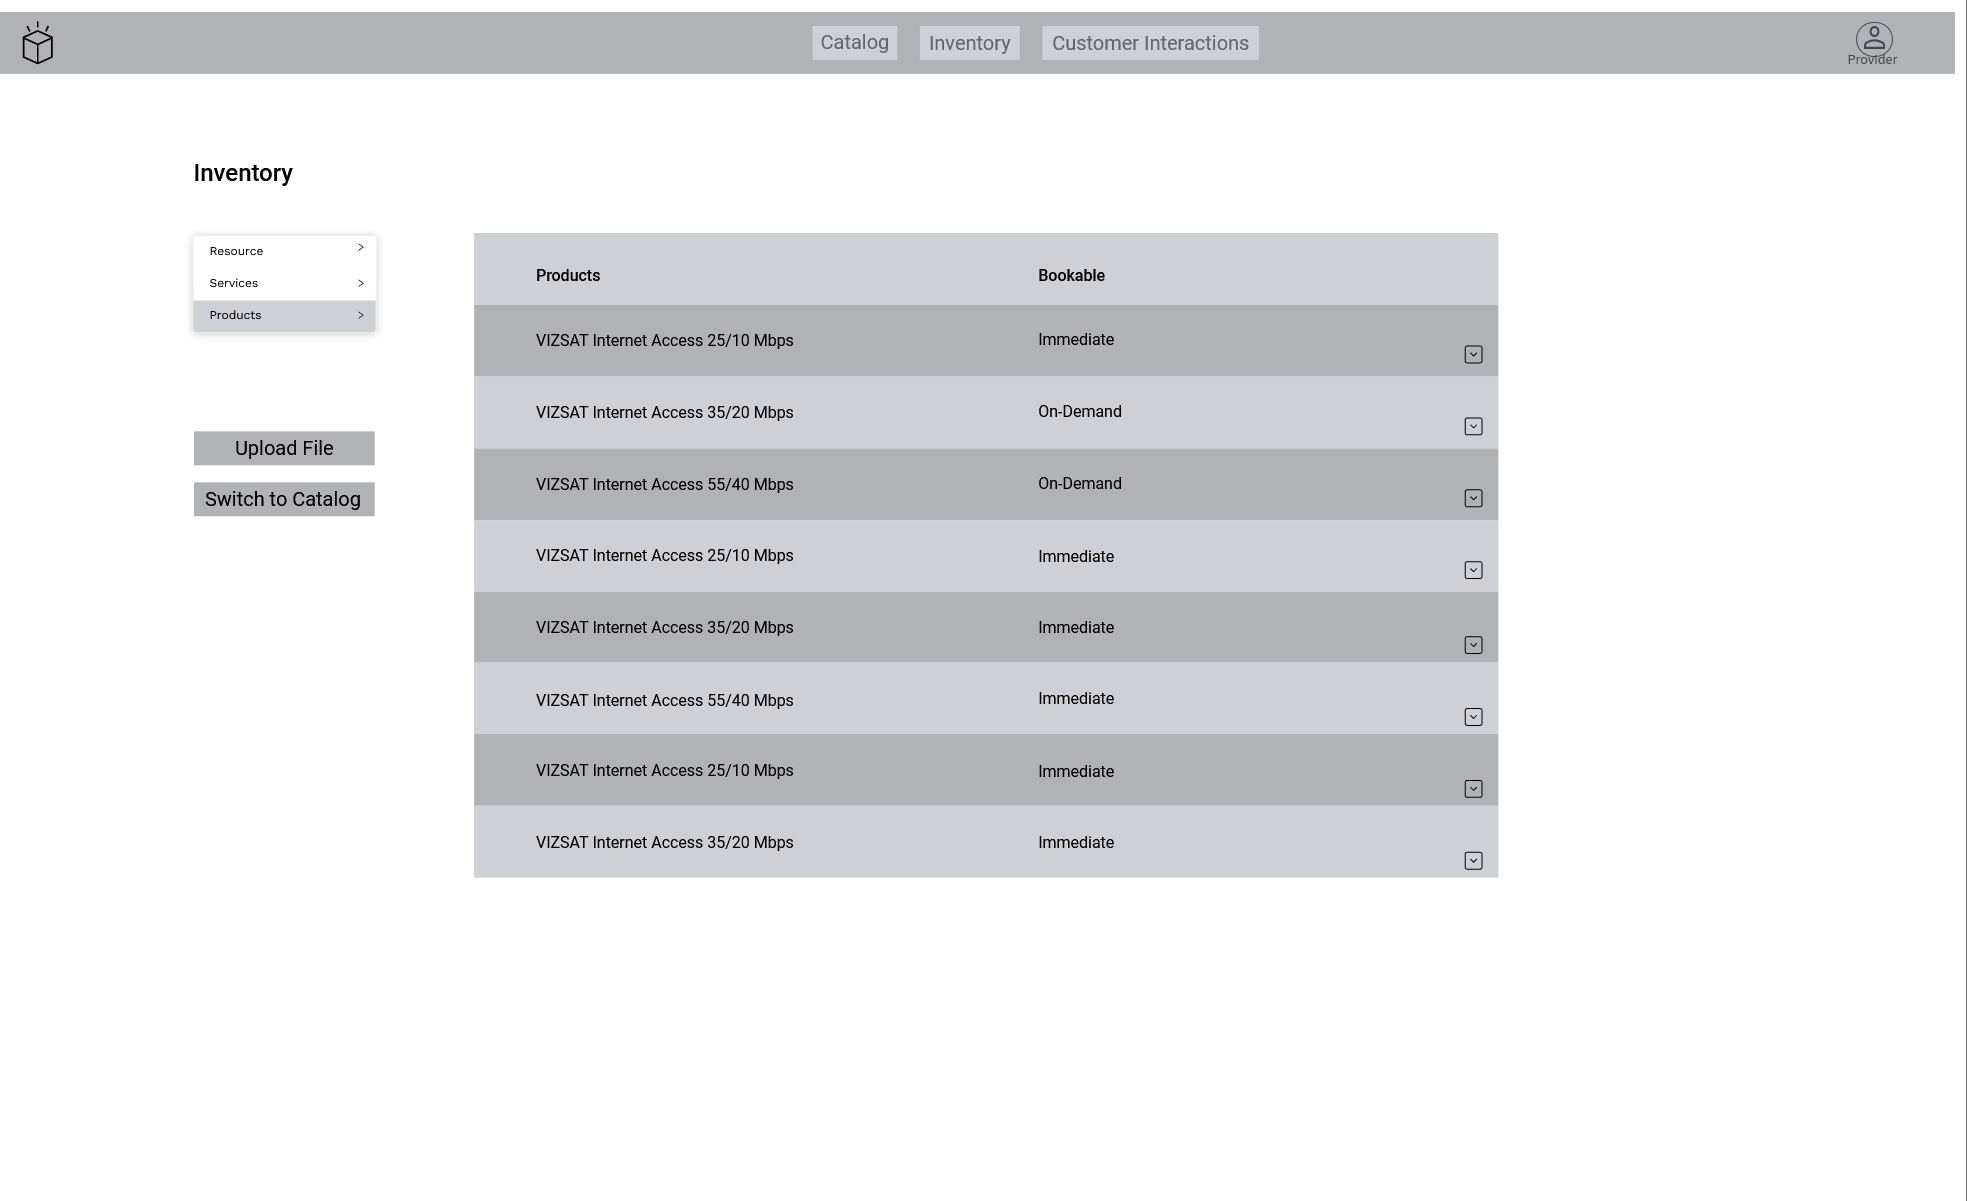 Catalog
Inventory
Customer Interactions
Provider
Inventory
Resource >
Services >
Products >
Upload File
Switch to Catalog
Products Bookable
VIZSAT Internet Access 25/10 Mbps Immediate
VIZSAT Internet Access 35/20 Mbps On-Demand
VIZSAT Internet Access 55/40 Mbps On-Demand
VIZSAT Internet Access 25/10 Mbps Immediate
VIZSAT Internet Access 35/20 Mbps Immediate
VIZSAT Internet Access 55/40 Mbps Immediate
VIZSAT Internet Access 25/10 Mbps Immediate
VIZSAT Internet Access 35/20 Mbps Immediate